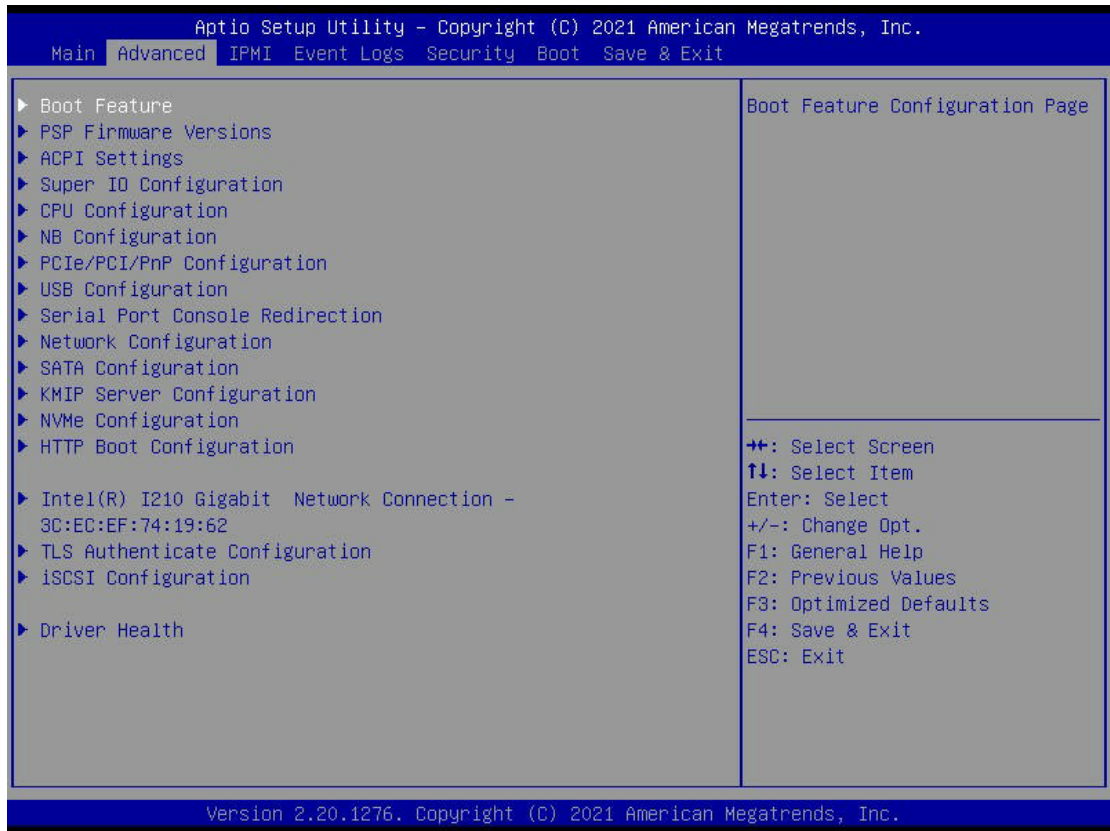 Aptio Setup Utility – Copyright (C) 2021 American Megatrends, Inc.
Main Advanced IPMI Event Logs Security Boot Save & Exit
▶ Boot Feature
▶ PSP Firmware Versions
▶ ACPI Settings
▶ Super IO Configuration
▶ CPU Configuration
▶ NB Configuration
▶ PCIe/PCI/PnP Configuration
▶ USB Configuration
▶ Serial Port Console Redirection
▶ Network Configuration
▶ SATA Configuration
▶ KMIP Server Configuration
▶ NVMe Configuration
▶ HTTP Boot Configuration
▶ Intel(R) I210 Gigabit  Network Connection –
3C:EC:EF:74:19:62
▶ TLS Authenticate Configuration
▶ iSCSI Configuration
▶ Driver Health
Boot Feature Configuration Page
→←: Select Screen
↑↓: Select Item
Enter: Select
+/-: Change Opt.
F1: General Help
F2: Previous Values
F3: Optimized Defaults
F4: Save & Exit
ESC: Exit
Version 2.20.1276. Copyright (C) 2021 American Megatrends, Inc.